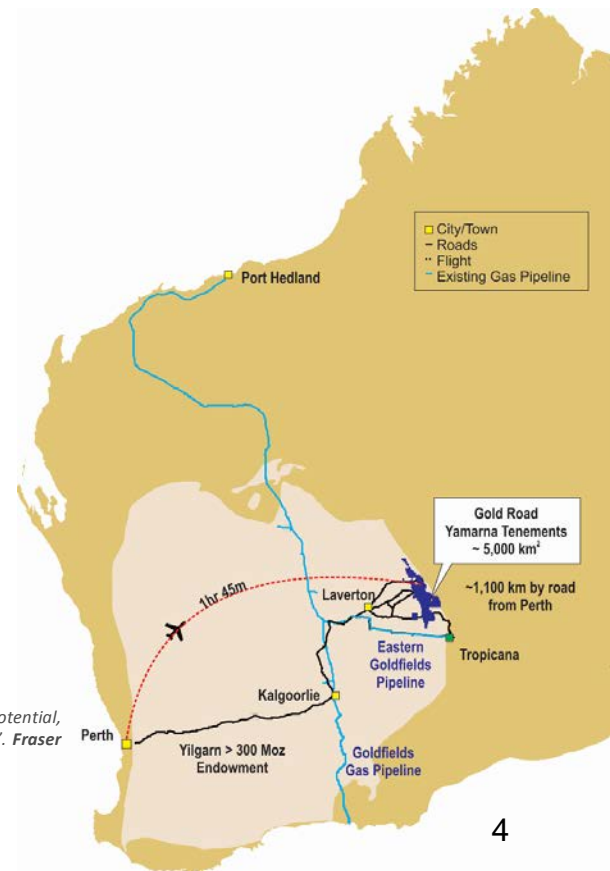 City/Town
Roads
Flight
Existing Gas Pipeline
Port Hedland
Gold Road
Yamarna Tenements
~ 5,000 km²
~1,100 km by road
from Perth
Laverton
1hr 45m
Tropicana
Eastern
Goldfields
Pipeline
Kalgoorlie
otential,
. Fraser
Perth
Yilgarn > 300 Moz
Endowment
Goldfields
Gas Pipeline
4